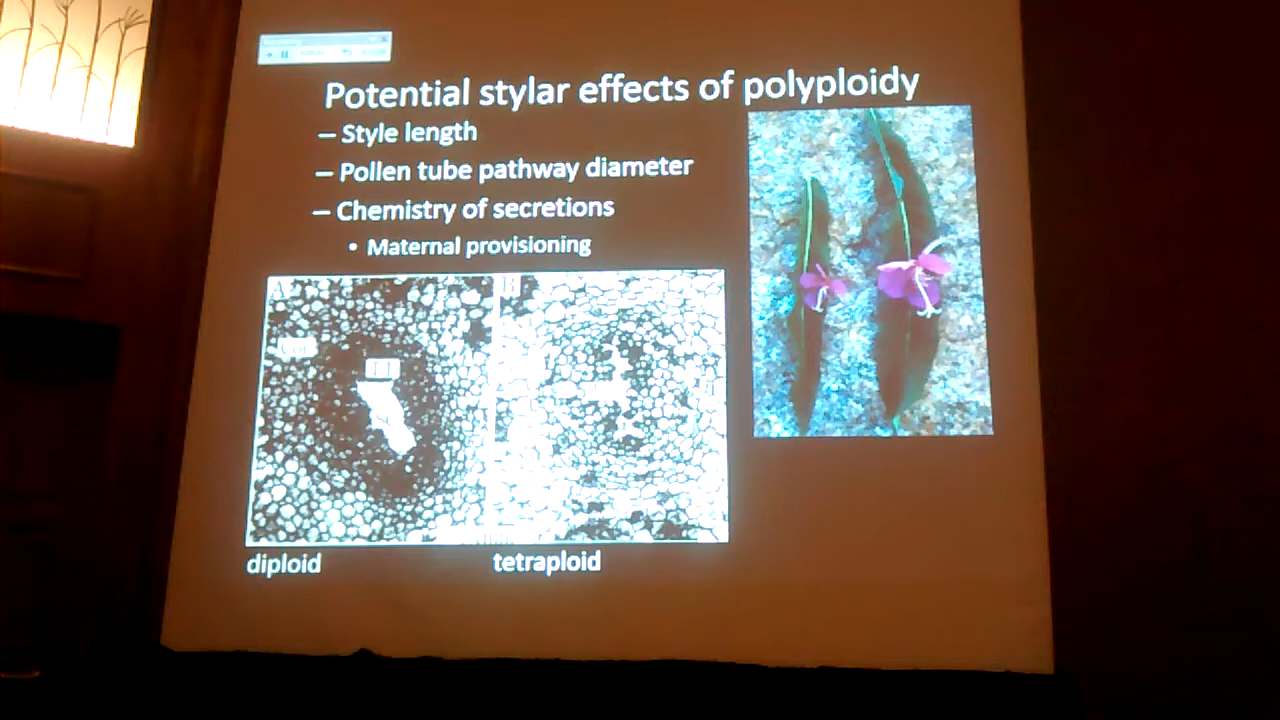 Potential stylar effects of polyploidy
– Style length
– Pollen tube pathway diameter
– Chemistry of secretions
• Maternal provisioning
A
B
diploid
tetraploid